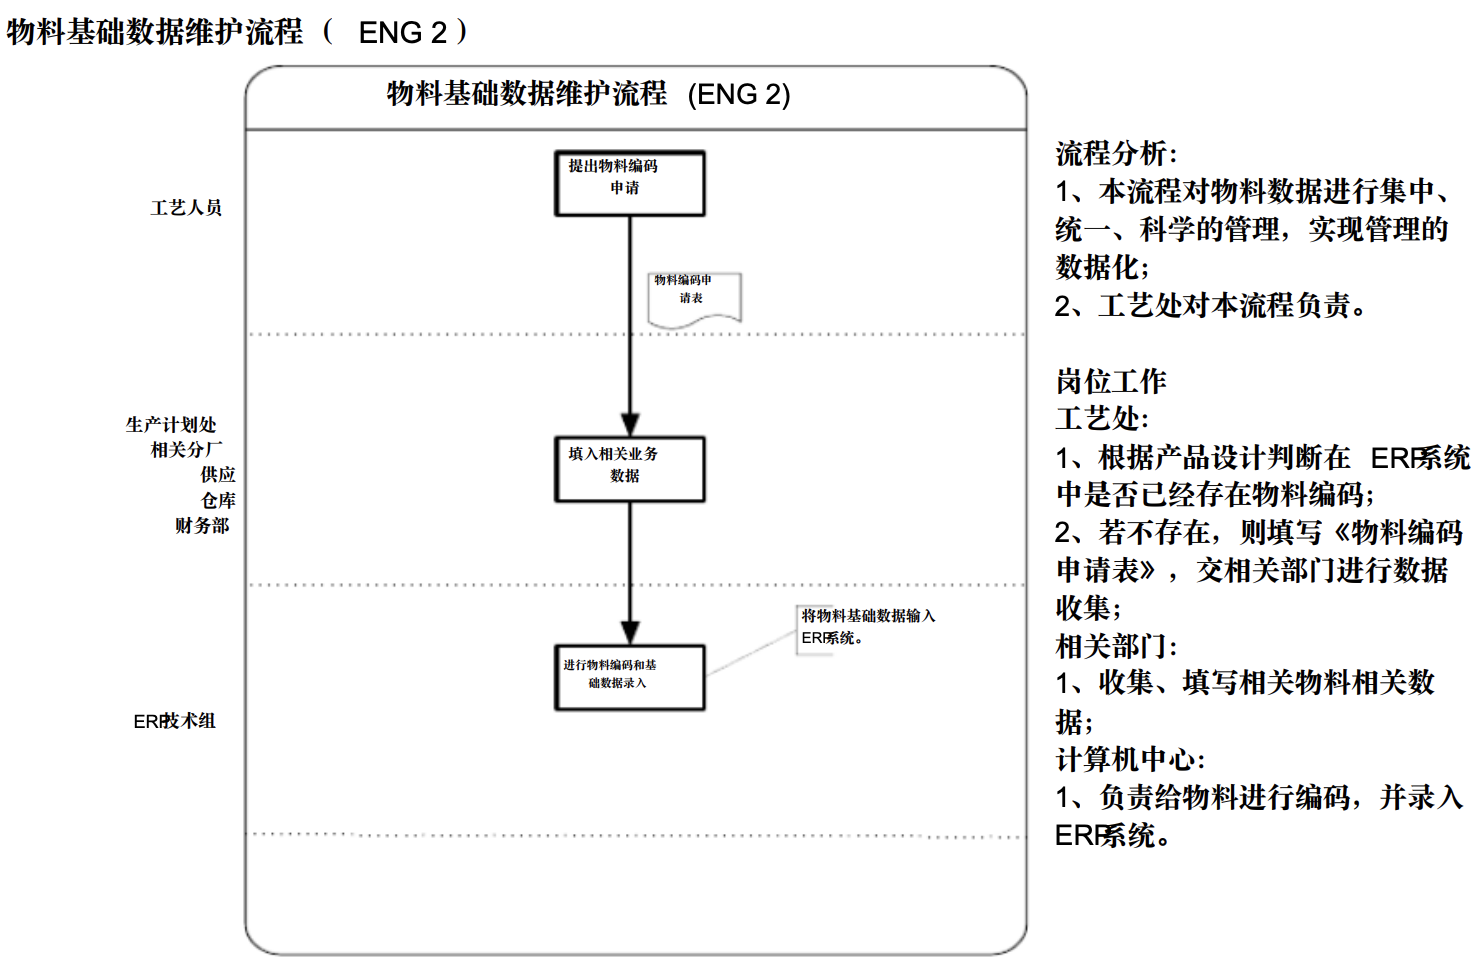 物料基础数据维护流程（ ENG 2）
物料基础数据维护流程 (ENG 2)
提出物料编码
申请
工艺人员
物料编码申
请表
生产计划处
相关分厂
供应
仓库
财务部
填入相关业务
数据
将物料基础数据输入
ERP系统。
进行物料编码和基
础数据录入
ERP技术组
流程分析：
1、本流程对物料数据进行集中、
统一、科学的管理，实现管理的
数据化；
2、工艺处对本流程负责。
岗位工作
工艺处：
1、根据产品设计判断在 ERP系统
中是否已经存在物料编码；
2、若不存在，则填写《物料编码
申请表》，交相关部门进行数据
收集；
相关部门：
1、收集、填写相关物料相关数
据；
计算机中心：
1、负责给物料进行编码，并录入
ERP系统。